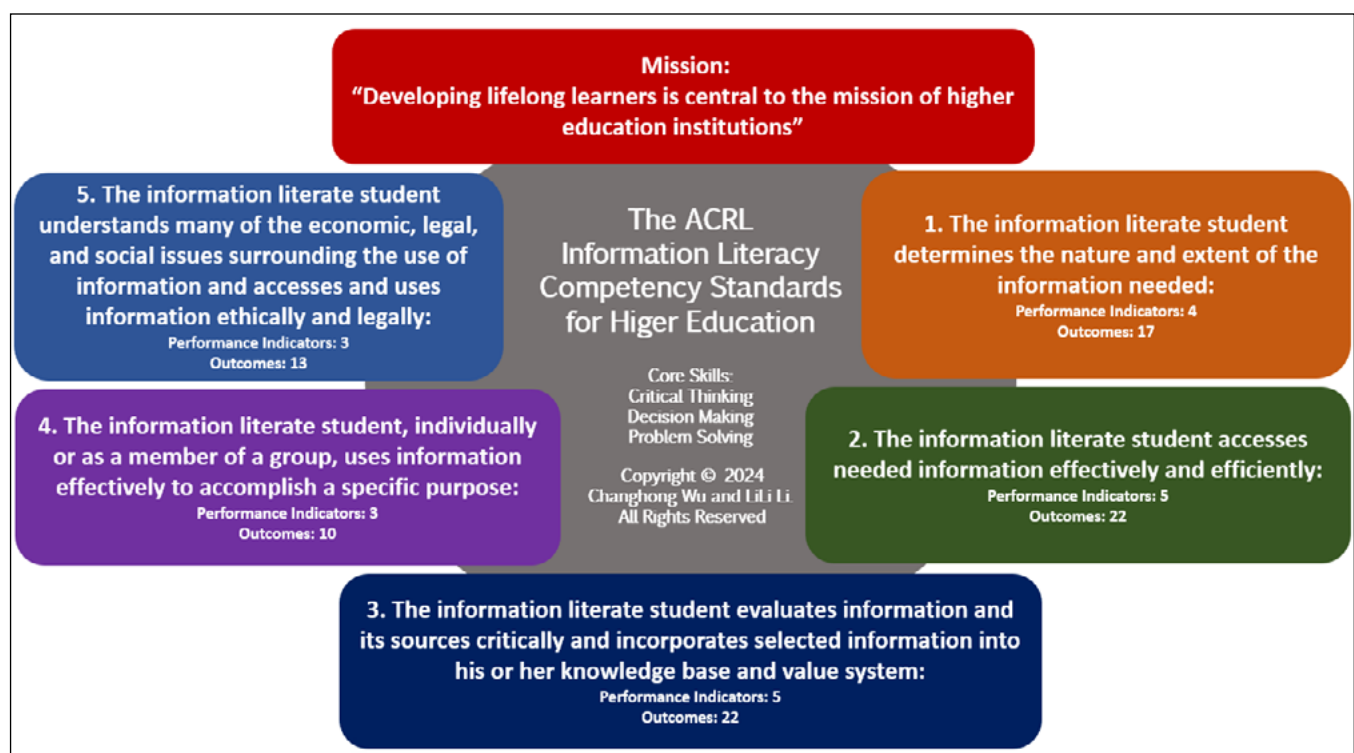 Mission:
“Developing lifelong learners is central to the mission of higher
education institutions”
The ACRL
Information Literacy
Competency Standards
for Higer Education
Core Skills:
Critical Thinking
Decision Making
Problem Solving
Copyright © 2024
Changhong Wu and LiLi Li
All Rights Reserved
1. The information literate student
determines the nature and extent of the
information needed:
Performance Indicators: 4
Outcomes: 17
2. The information literate student accesses
needed information effectively and efficiently:
Performance Indicators: 5
Outcomes: 22
3. The information literate student evaluates information and
its sources critically and incorporates selected information into
his or her knowledge base and value system:
Performance Indicators: 5
Outcomes: 22
4. The information literate student, individually
or as a member of a group, uses information
effectively to accomplish a specific purpose:
Performance Indicators: 3
Outcomes: 10
5. The information literate student
understands many of the economic, legal,
and social issues surrounding the use of
information and accesses and uses
information ethically and legally:
Performance Indicators: 3
Outcomes: 13